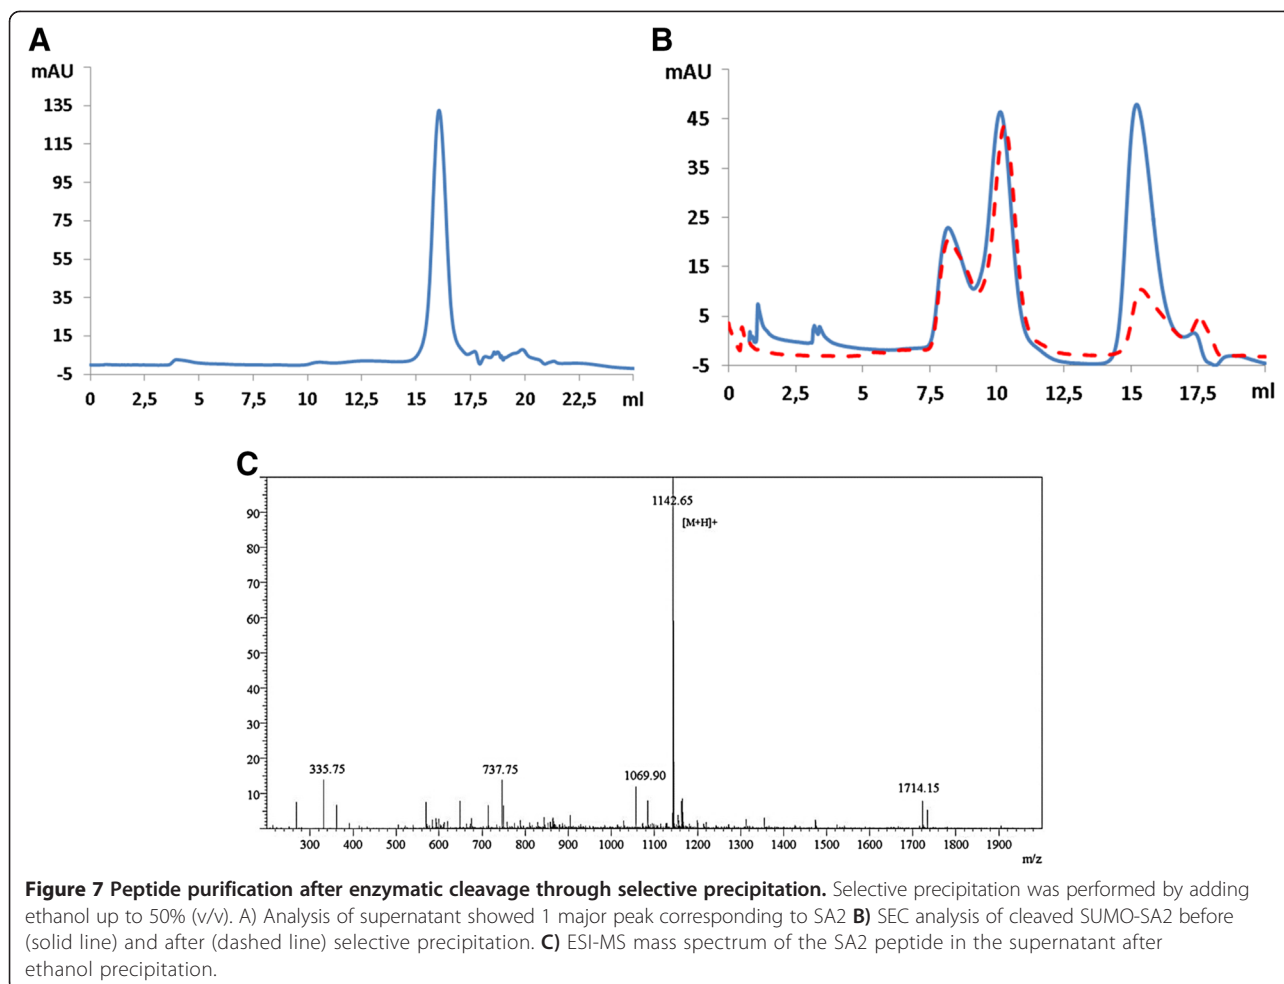 A
mAU
135
115
95
75
55
35
15
-5
0 2,5 5 7,5 10 12,5 15 17,5 20 22,5 ml
B
mAU
45
35
25
15
5
-5
0 2,5 5 7,5 10 12,5 15 17,5 ml
C
1142.65
[M+H]+
90
80
70
60
50
40
30
20
10
335.75 737.75 1069.90 1714.15
300 400 500 600 700 800 900 1000 1100 1200 1300 1400 1500 1600 1700 1800 1900
m/z
Figure 7 Peptide purification after enzymatic cleavage through selective precipitation. Selective precipitation was performed by adding
ethanol up to 50% (v/v). A) Analysis of supernatant showed 1 major peak corresponding to SA2 B) SEC analysis of cleaved SUMO-SA2 before
(solid line) and after (dashed line) selective precipitation. C) ESI-MS mass spectrum of the SA2 peptide in the supernatant after
ethanol precipitation.